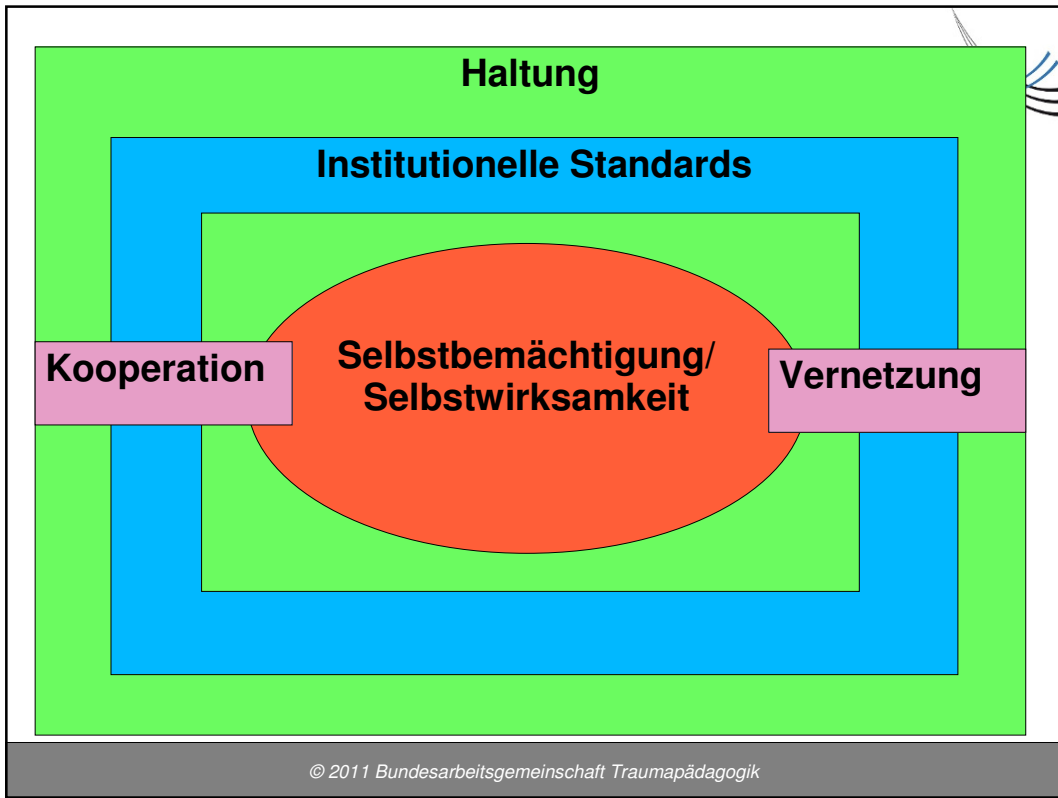 Haltung
Institutionelle Standards
Kooperation
Selbstbemächtigung/
Selbstwirksamkeit
Vernetzung
© 2011 Bundesarbeitsgemeinschaft Traumapädagogik